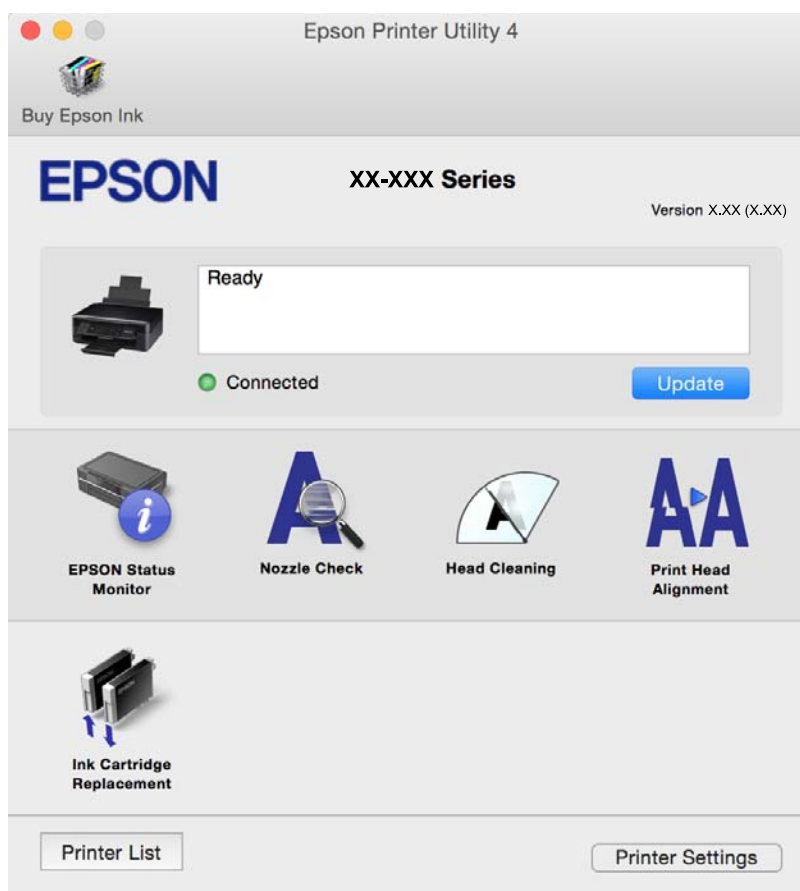 Epson Printer Utility 4
Buy Epson Ink
EPSON
XX-XXX Series
Version X.XX (X.XX)
Ready
Connected
Update
EPSON Status
Monitor
Nozzle Check
Head Cleaning
Print Head
Alignment
Ink Cartridge
Replacement
Printer List
Printer Settings